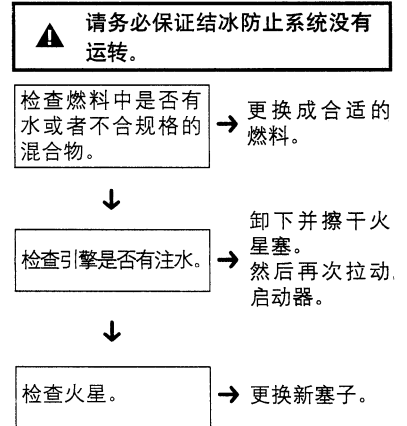 请务必保证结冰防止系统没有
运转。
检查燃料中是否有
水或者不合规格的
混合物。
更换成合适的
燃料。
检查引擎是否有注水。
卸下并擦干火
星塞。
然后再次拉动
启动器。
检查火星。
更换新塞子。